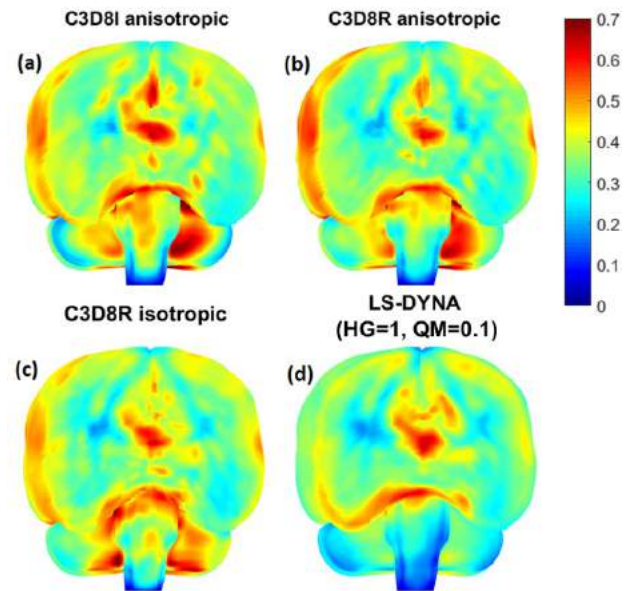 C3D8I anisotropic
C3D8R anisotropic
(a)
(b)
0.7
0.6
0.5
0.4
0.3
0.2
0.1
0
C3D8R isotropic
LS-DYNA
(HG=1, QM=0.1)
(c)
(d)